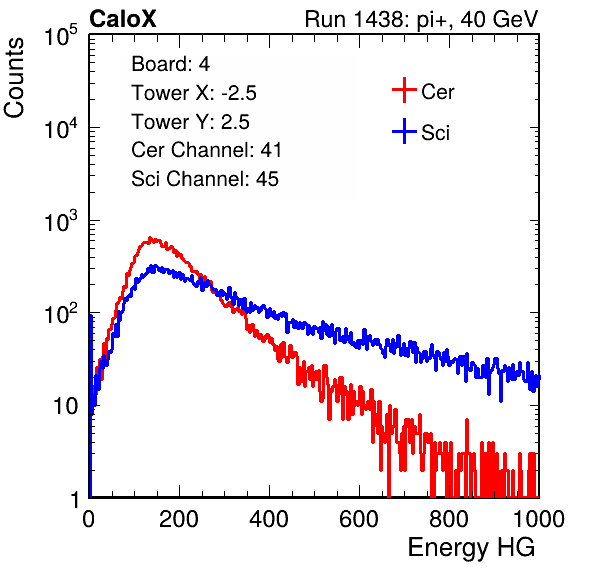 CaloX Run 1438: pi+, 40 GeV
Counts
10^5
10^4
10^3
10^2
10
1
Board: 4
Tower X: -2.5
Tower Y: 2.5
Cer Channel: 41
Sci Channel: 45
Cer
Sci
0 200 400 600 800 1000
Energy HG